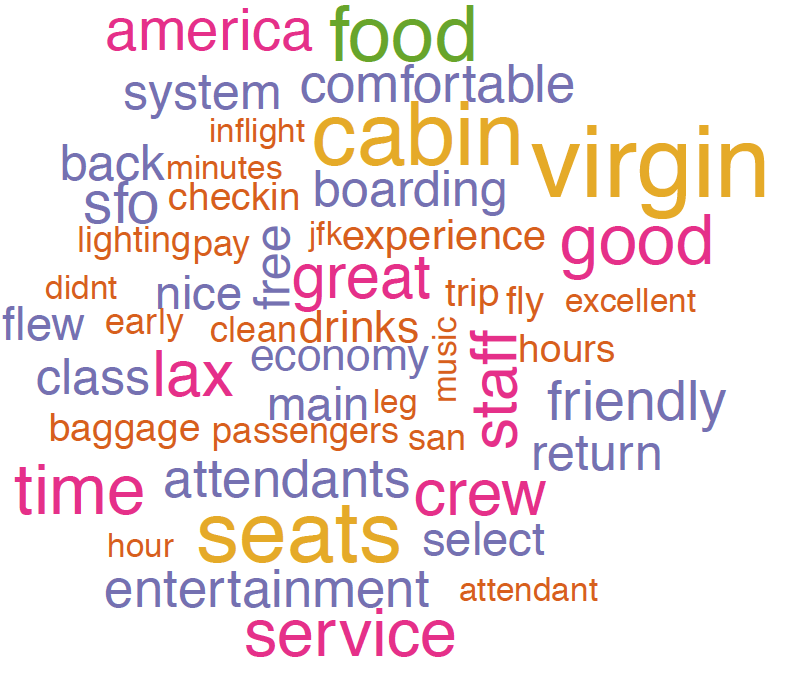 america food
system comfortable
inflight cabin virgin
back minutes
sfo checkin boarding
lighting pay free jfk experience good
didnt nice great trip fly excellent
flew early clean drinks music staff hours
class lax economy
main leg friendly
baggage passengers san return
time attendants crew
hour seats select
entertainment attendant
service